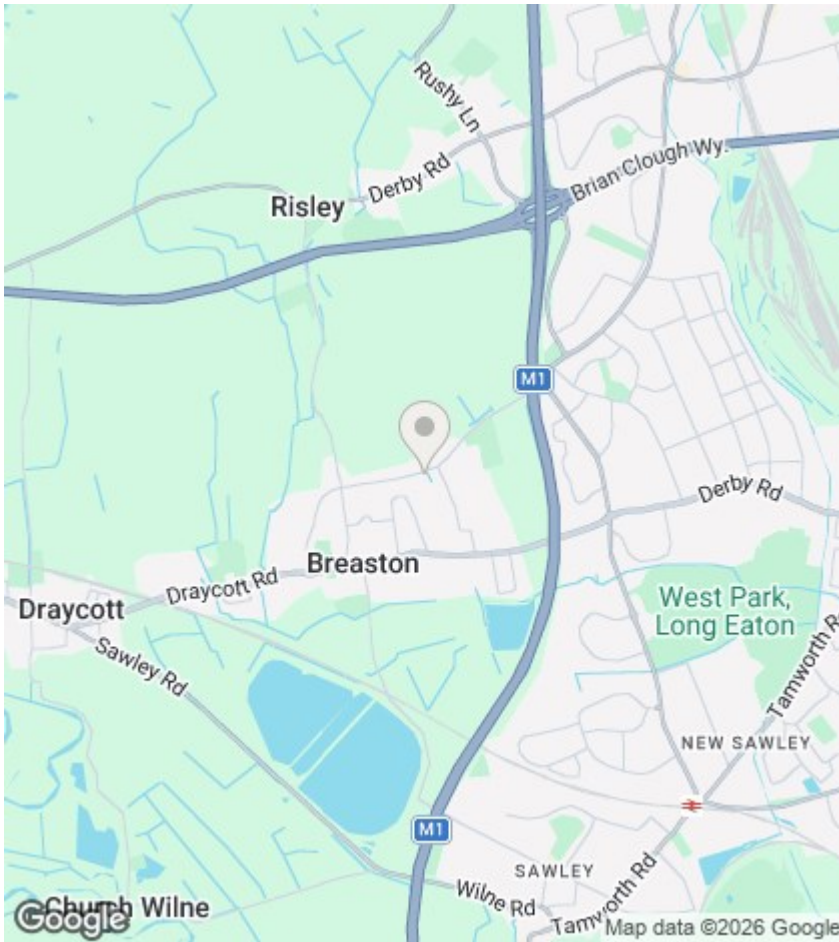 Rushy Ln
Derby Rd
Brian Clough Wy.
Risley
M1
Derby Rd
Breaston
Draycott Rd
Draycott
West Park,
Long Eaton
Sawley Rd
Tamworth R
NEW SAWLEY
M1
SAWLEY
Tamworth Rd
Wilne Rd
Church Wilne
Google
Map data ©2026 Google